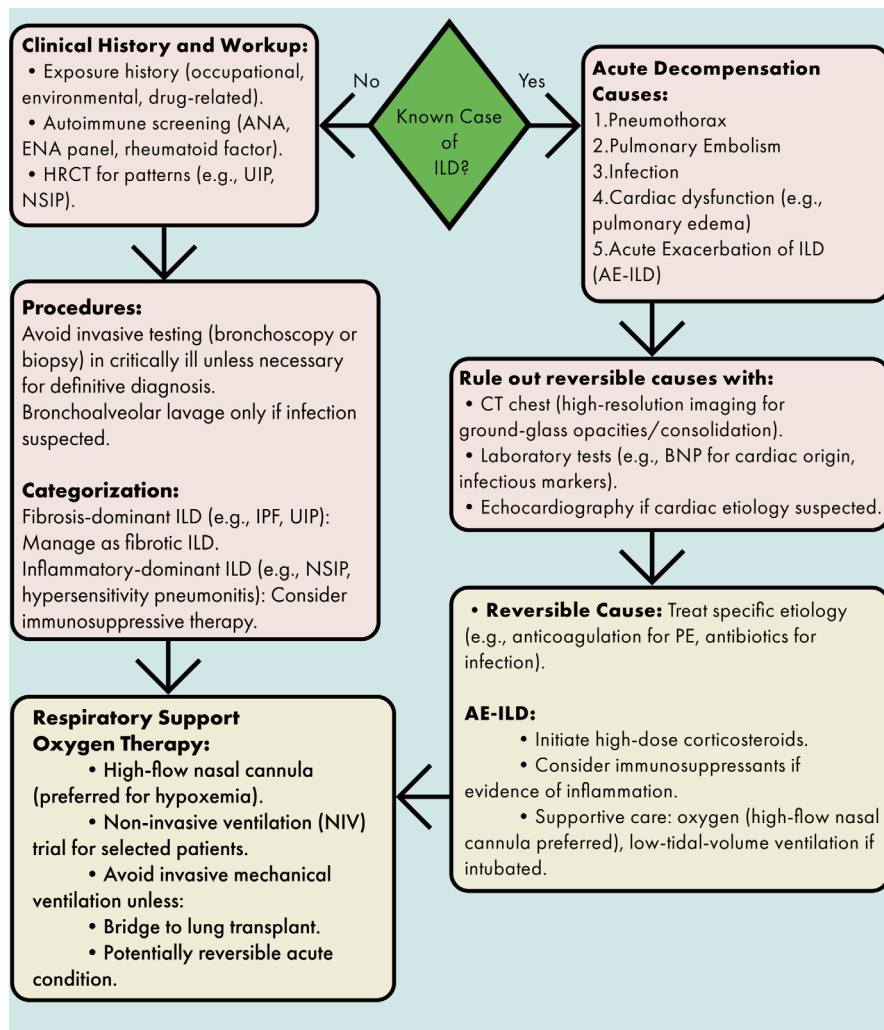 Known Case
of
ILD?
No
Yes
Clinical History and Workup:
• Exposure history (occupational,
environmental, drug-related).
• Autoimmune screening (ANA,
ENA panel, rheumatoid factor).
• HRCT for patterns (e.g., UIP,
NSIP).
Procedures:
Avoid invasive testing (bronchoscopy or
biopsy) in critically ill unless necessary
for definitive diagnosis.
Bronchoalveolar lavage only if infection
suspected.
Categorization:
Fibrosis-dominant ILD (e.g., IPF, UIP):
Manage as fibrotic ILD.
Inflammatory-dominant ILD (e.g., NSIP,
hypersensitivity pneumonitis): Consider
immunosuppressive therapy.
Acute Decompensation
Causes:
1.Pneumothorax
2.Pulmonary Embolism
3.Infection
4.Cardiac dysfunction (e.g.,
pulmonary edema)
5.Acute Exacerbation of ILD
(AE-ILD)
Rule out reversible causes with:
• CT chest (high-resolution imaging for
ground-glass opacities/consolidation).
• Laboratory tests (e.g., BNP for cardiac origin,
infectious markers).
• Echocardiography if cardiac etiology suspected.
• Reversible Cause: Treat specific etiology
(e.g., anticoagulation for PE, antibiotics for
infection).
AE-ILD:
• Initiate high-dose corticosteroids.
• Consider immunosuppressants if
evidence of inflammation.
• Supportive care: oxygen (high-flow nasal
cannula preferred), low-tidal-volume ventilation if
intubated.
Respiratory Support
Oxygen Therapy:
• High-flow nasal cannula
(preferred for hypoxemia).
• Non-invasive ventilation (NIV)
trial for selected patients.
• Avoid invasive mechanical
ventilation unless:
• Bridge to lung transplant.
• Potentially reversible acute
condition.